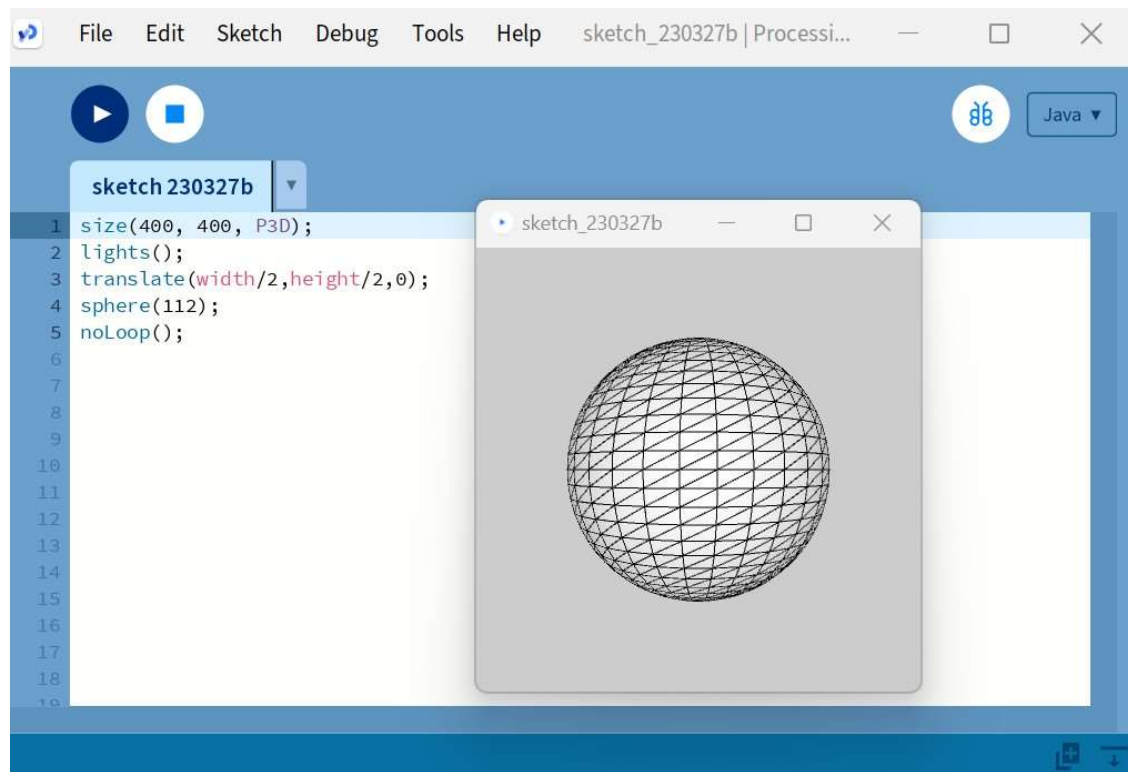 File Edit Sketch Debug Tools Help sketch_230327b | Processi...
Java ▼
sketch 230327b ▼
sketch_230327b
1 size(400, 400, P3D);
2 lights();
3 translate(width/2,height/2,0);
4 sphere(112);
5 noLoop();
6
7
8
9
10
11
12
13
14
15
16
17
18
19